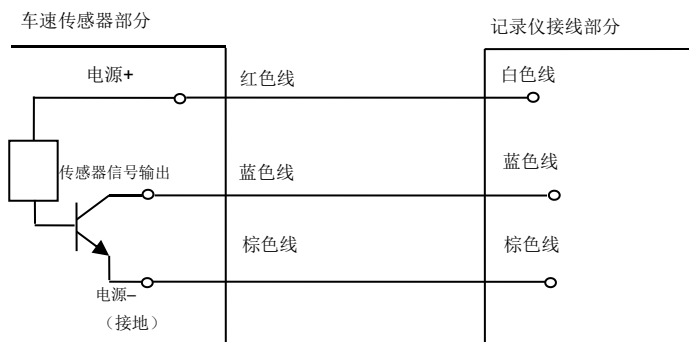 车速传感器部分
记录仪接线部分
电源+
红色线
白色线
传感器信号输出
蓝色线
蓝色线
棕色线
棕色线
电源–
（接地）